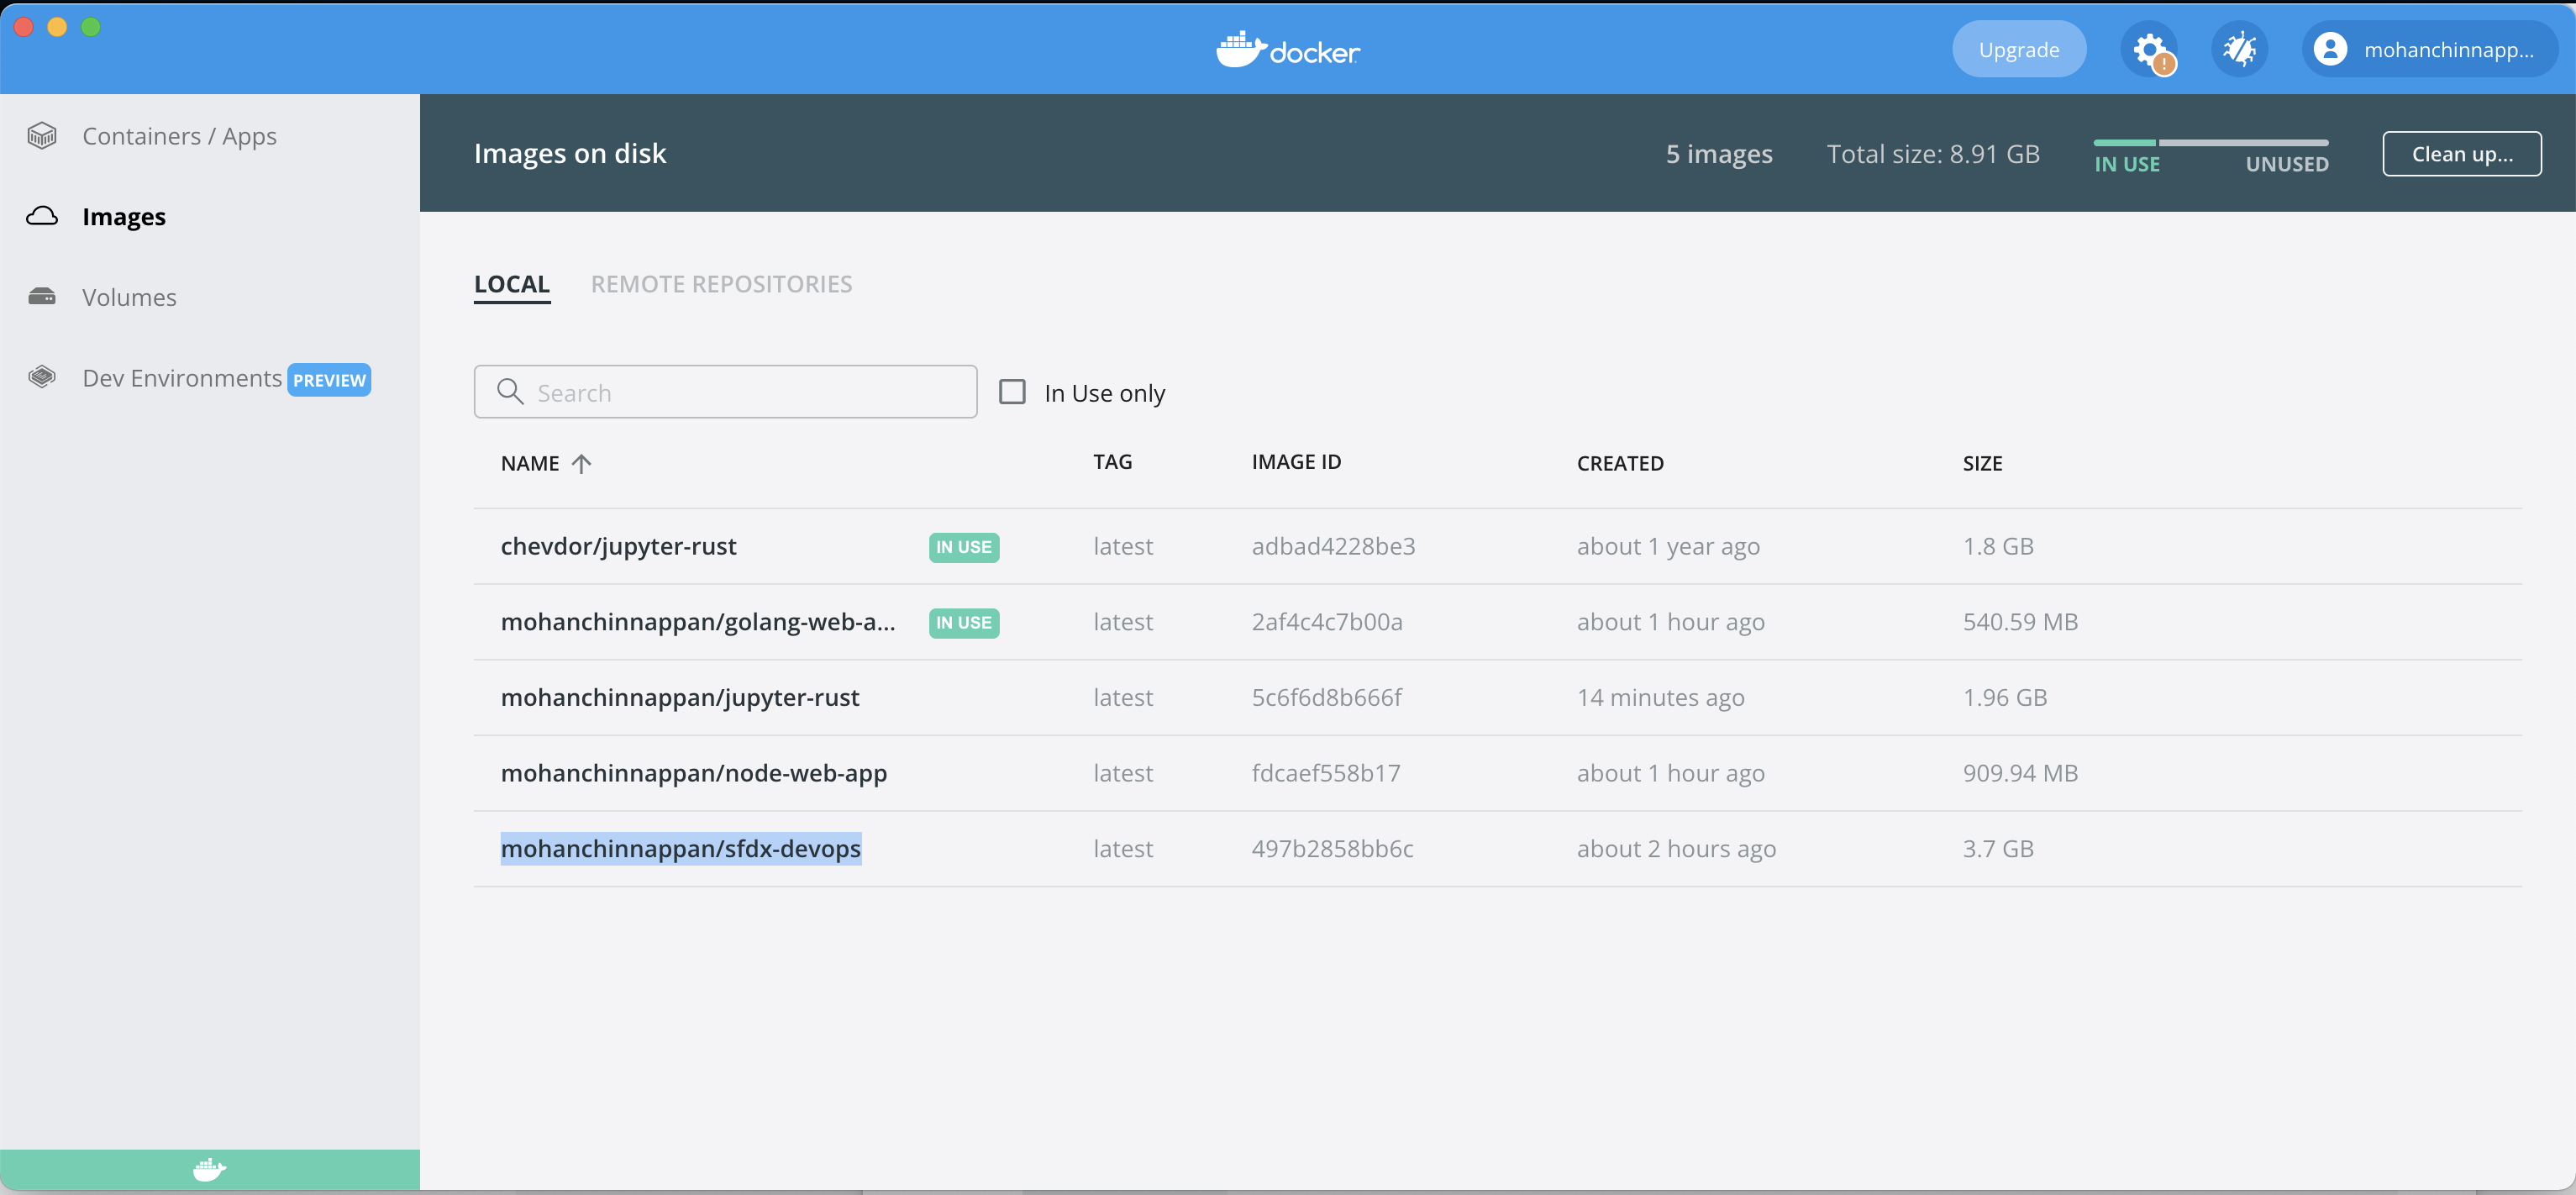 docker
Upgrade
mohanchinnapp...
Containers / Apps
Images
Volumes
Dev Environments PREVIEW
Images on disk
5 images
Total size: 8.91 GB
IN USE
UNUSED
Clean up...
LOCAL
REMOTE REPOSITORIES
Search
In Use only
NAME TAG IMAGE ID CREATED SIZE
chevdor/jupyter-rust IN USE latest adbad4228be3 about 1 year ago 1.8 GB
mohanchinnappan/golang-web-a... IN USE latest 2af4c4c7b00a about 1 hour ago 540.59 MB
mohanchinnappan/jupyter-rust latest 5c6f6d8b666f 14 minutes ago 1.96 GB
mohanchinnappan/node-web-app latest fdcaef558b17 about 1 hour ago 909.94 MB
mohanchinnappan/sfdx-devops latest 497b2858bb6c about 2 hours ago 3.7 GB